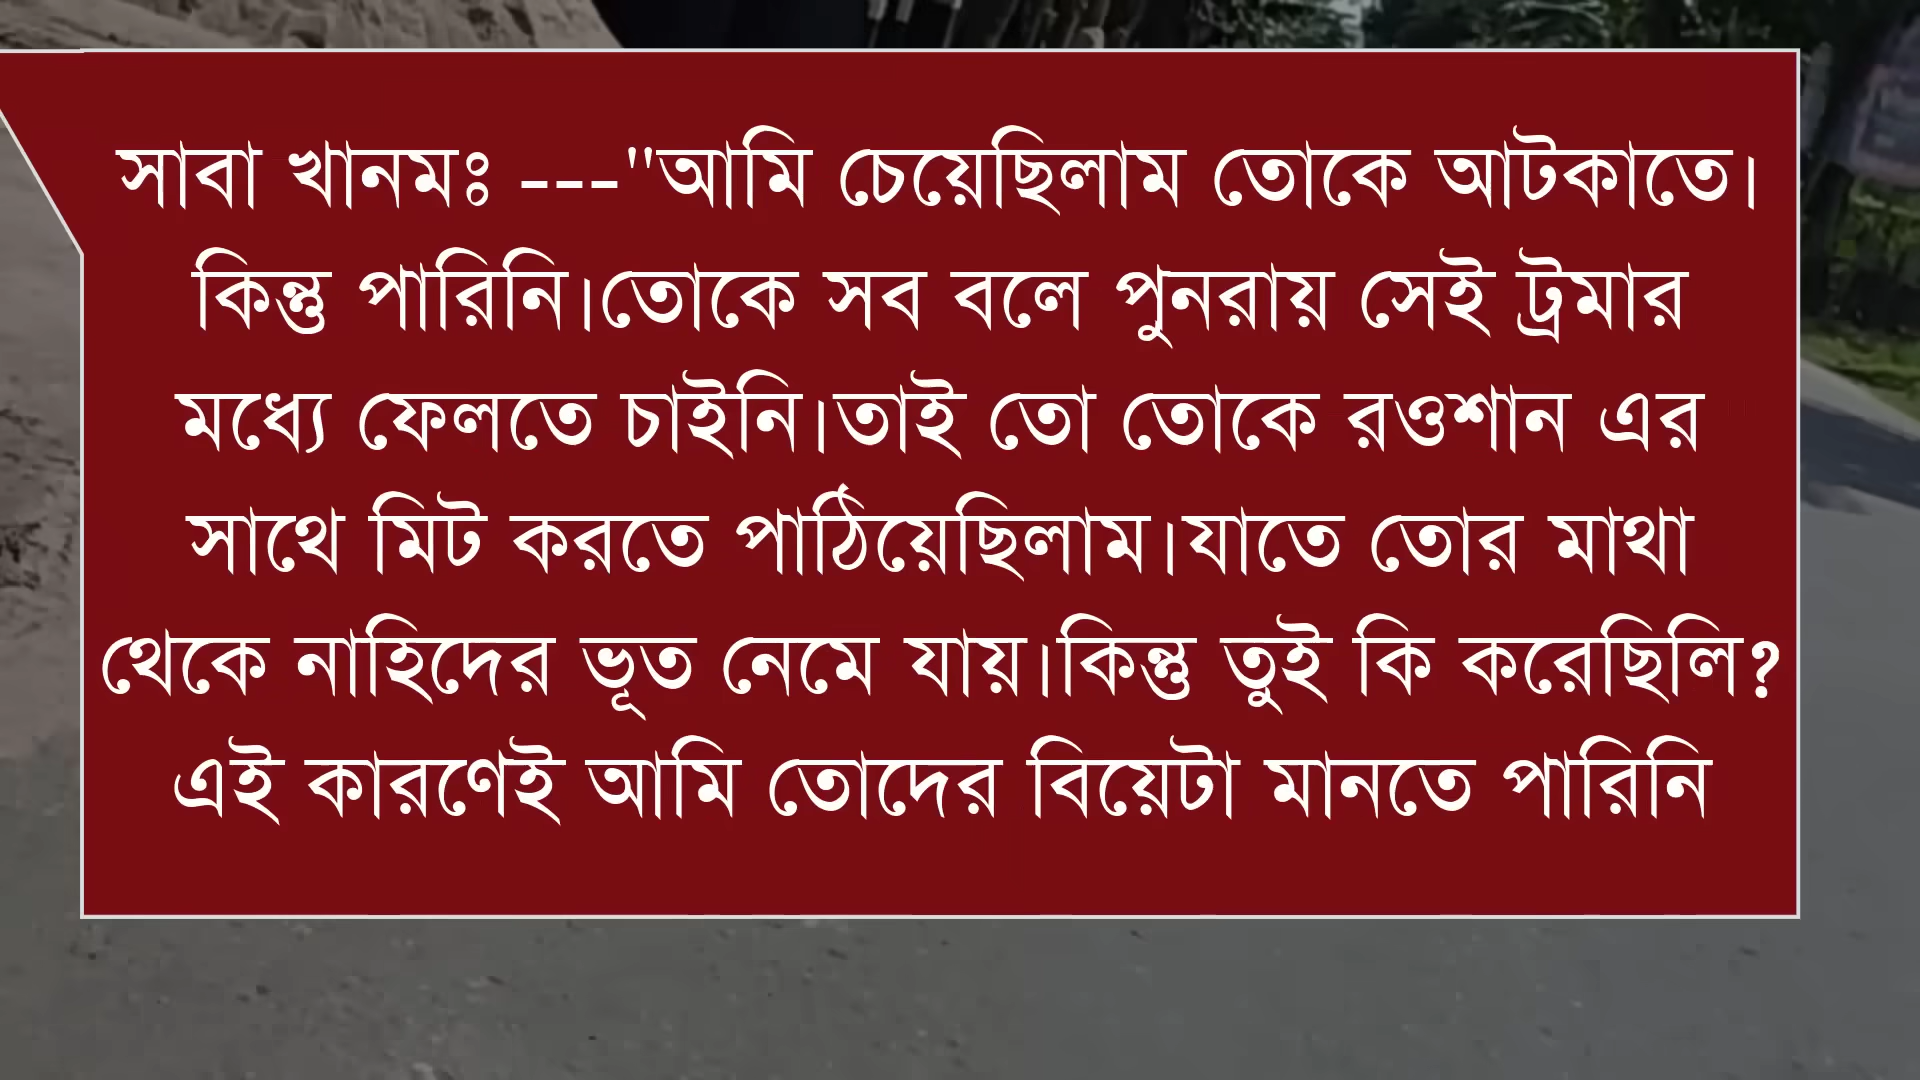 সাবা খানমঃ ---"আমি চেয়েছিলাম তোকে আটকাতে।
কিন্তু পারিনি।তোকে সব বলে পুনরায় সেই ট্রমার
মধ্যে ফেলতে চাইনি।তাই তো তোকে রওশান এর
সাথে মিট করতে পাঠিয়েছিলাম।যাতে তোর মাথা
থেকে নাহিদের ভূত নেমে যায়।কিন্তু তুই কি করেছিলি?
এই কারণেই আমি তোদের বিয়েটা মানতে পারিনি